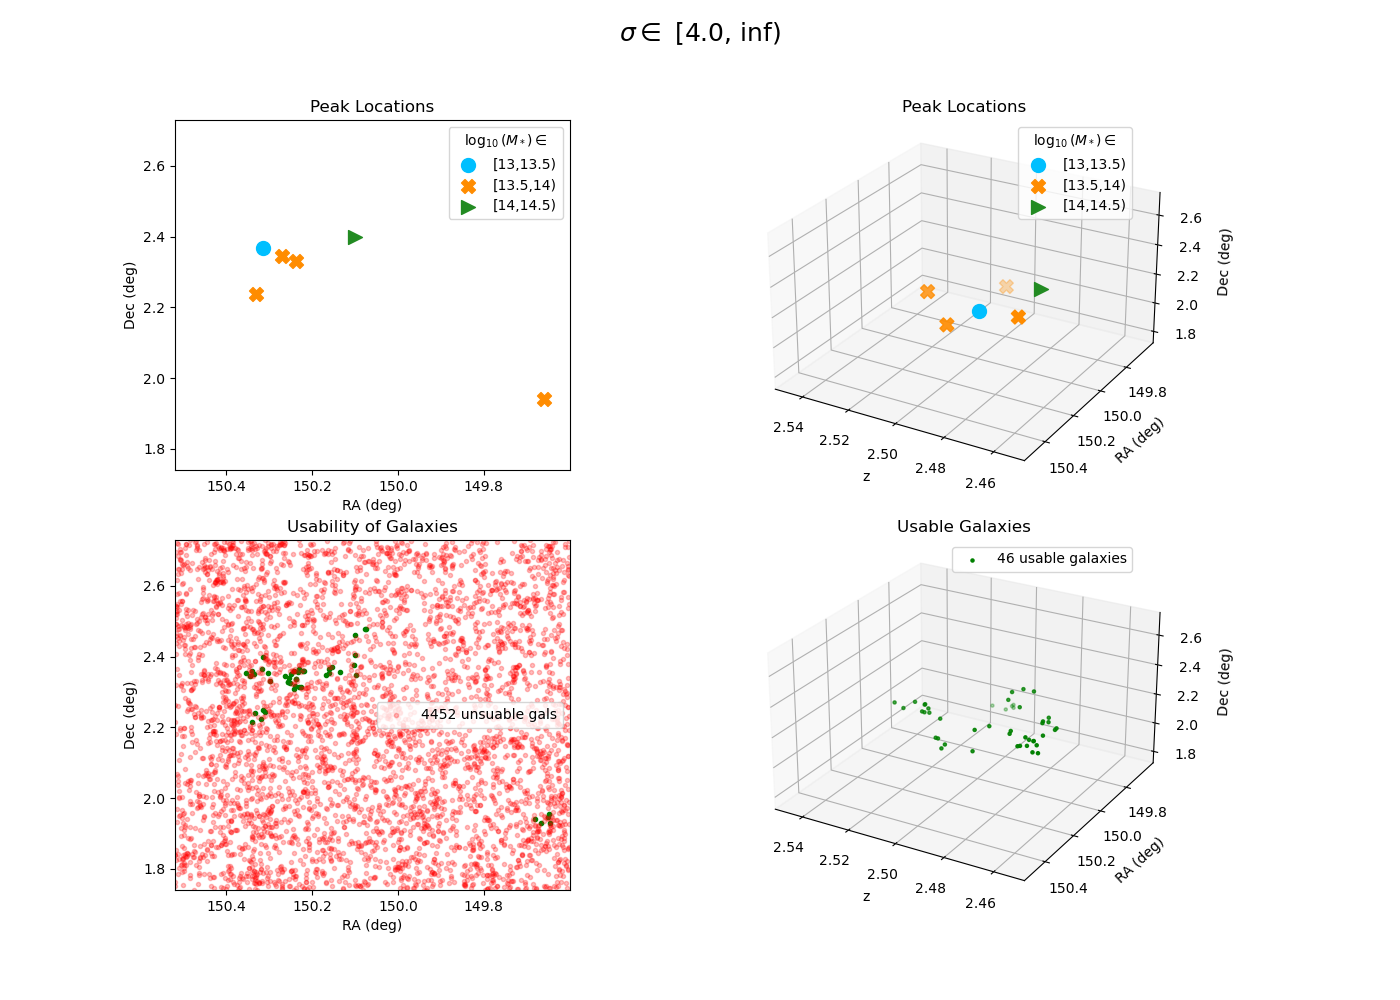 σ ∈ [4.0, inf)
Peak Locations
log₁₀(M*) ∈
[13,13.5)
[13.5,14)
[14,14.5)
2.6
2.4
2.2
2.0
1.8
Dec (deg)
150.4 150.2 150.0 149.8
RA (deg)
Peak Locations
log₁₀(M*) ∈
[13,13.5)
[13.5,14)
[14,14.5)
2.6
2.4
2.2
2.0
1.8
Dec (deg)
149.8
150.0
150.2
150.4
RA (deg)
2.54
2.52
2.50
2.48
2.46
z
Usability of Galaxies
2.6
2.4
2.2
2.0
1.8
Dec (deg)
4452 unsuable gals
150.4 150.2 150.0 149.8
RA (deg)
Usable Galaxies
46 usable galaxies
2.6
2.4
2.2
2.0
1.8
Dec (deg)
149.8
150.0
150.2
150.4
RA (deg)
2.54
2.52
2.50
2.48
2.46
z